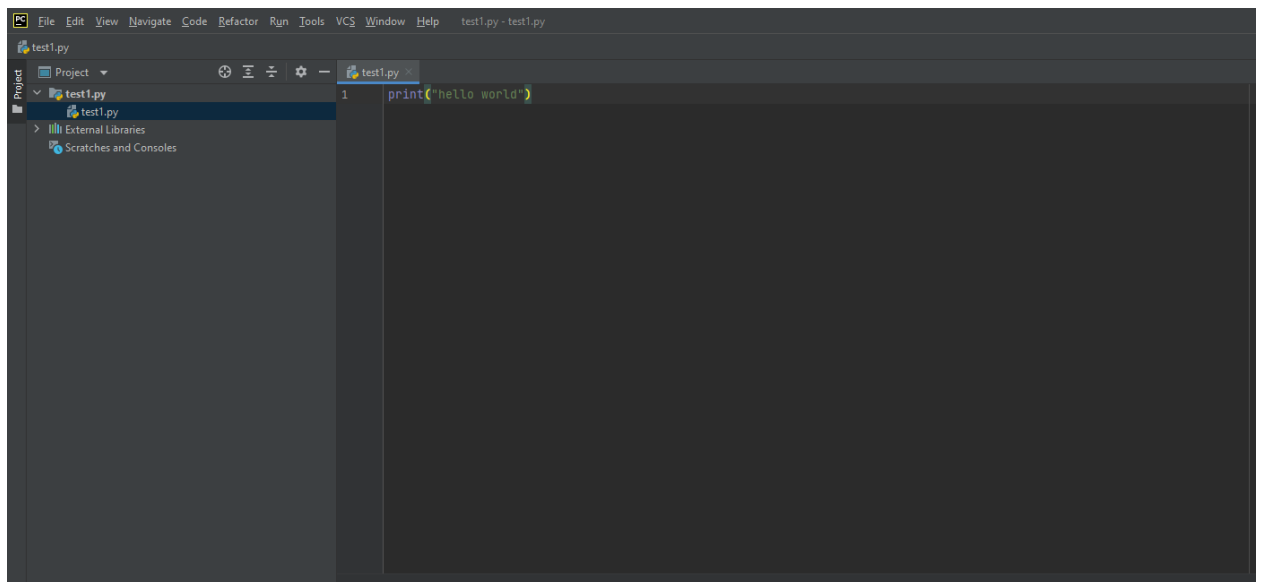 PC File Edit View Navigate Code Refactor Run Tools VCS Window Help test1.py - test1.py
test1.py
Project
Project
test1.py
test1.py
test1.py
External Libraries
Scratches and Consoles
1 print("hello world")